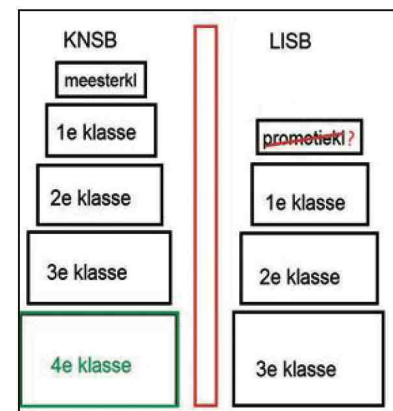 KNSB
meesterkl
1e klasse
2e klasse
3e klasse
4e klasse
LISB
promotiekl ?
1e klasse
2e klasse
3e klasse